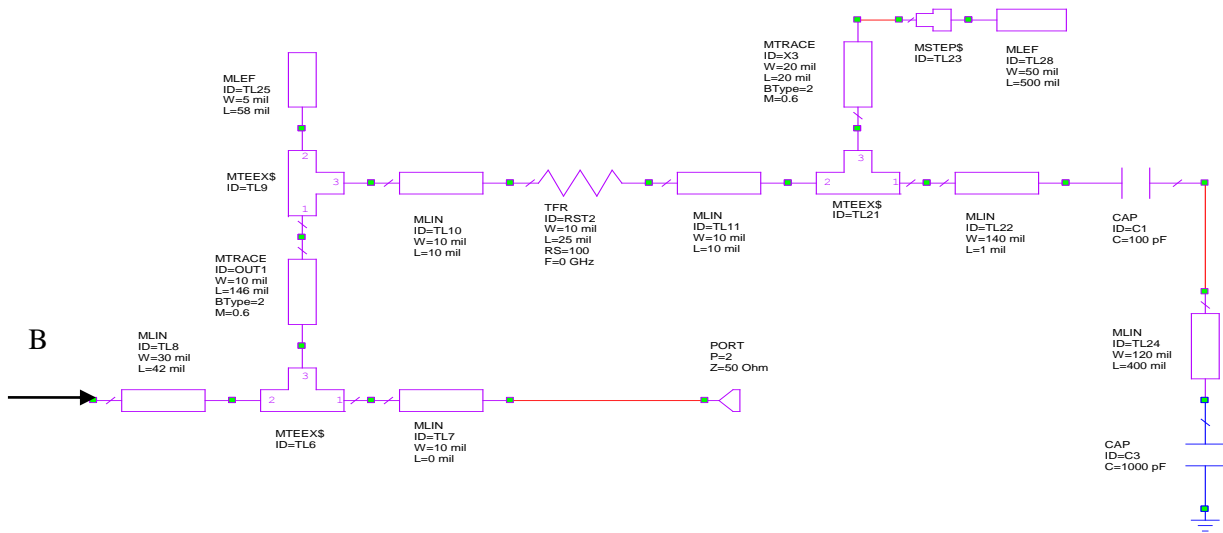 MTRACE
ID=X3
W=20 mil
L=20 mil
BType=2
M=0.6
MSTEP$
ID=TL23
MLEF
ID=TL28
W=50 mil
L=500 mil
MLEF
ID=TL25
W=5 mil
L=58 mil
MTEEX$
ID=TL9
2
3
1
MLIN
ID=TL10
W=10 mil
L=10 mil
TFR
ID=RST2
W=10 mil
L=25 mil
RS=100
F=0 GHz
MLIN
ID=TL11
W=10 mil
L=10 mil
3
2
1
MTEEX$
ID=TL21
MLIN
ID=TL22
W=140 mil
L=1 mil
CAP
ID=C1
C=100 pF
MTRACE
ID=OUT1
W=10 mil
L=146 mil
BType=2
M=0.6
B
MLIN
ID=TL8
W=30 mil
L=42 mil
3
2
1
MTEEX$
ID=TL6
MLIN
ID=TL7
W=10 mil
L=0 mil
PORT
P=2
Z=50 Ohm
MLIN
ID=TL24
W=120 mil
L=400 mil
CAP
ID=C3
C=1000 pF